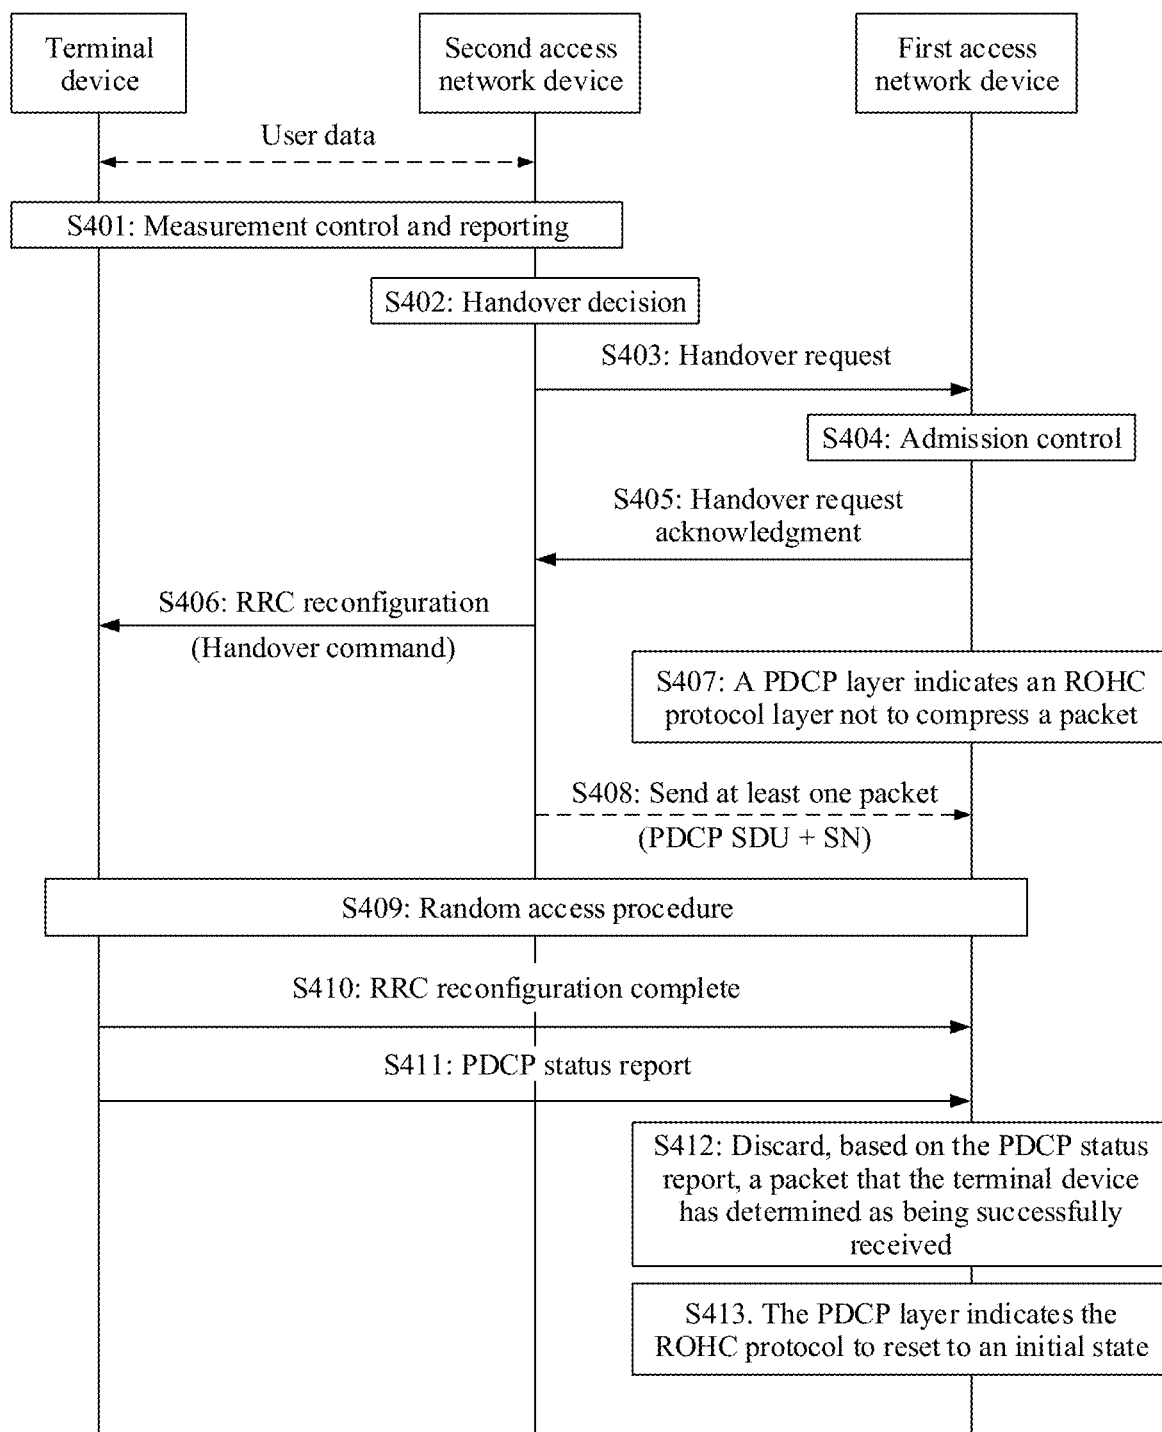 Terminal
device
Second access
network device
First access
network device
User data
S401: Measurement control and reporting
S402: Handover decision
S403: Handover request
S404: Admission control
S405: Handover request
acknowledgment
S406: RRC reconfiguration
(Handover command)
S407: A PDCP layer indicates an ROHC
protocol layer not to compress a packet
S408: Send at least one packet
(PDCP SDU + SN)
S409: Random access procedure
S410: RRC reconfiguration complete
S411: PDCP status report
S412: Discard, based on the PDCP status
report, a packet that the terminal device
has determined as being successfully
received
S413. The PDCP layer indicates the
ROHC protocol to reset to an initial state